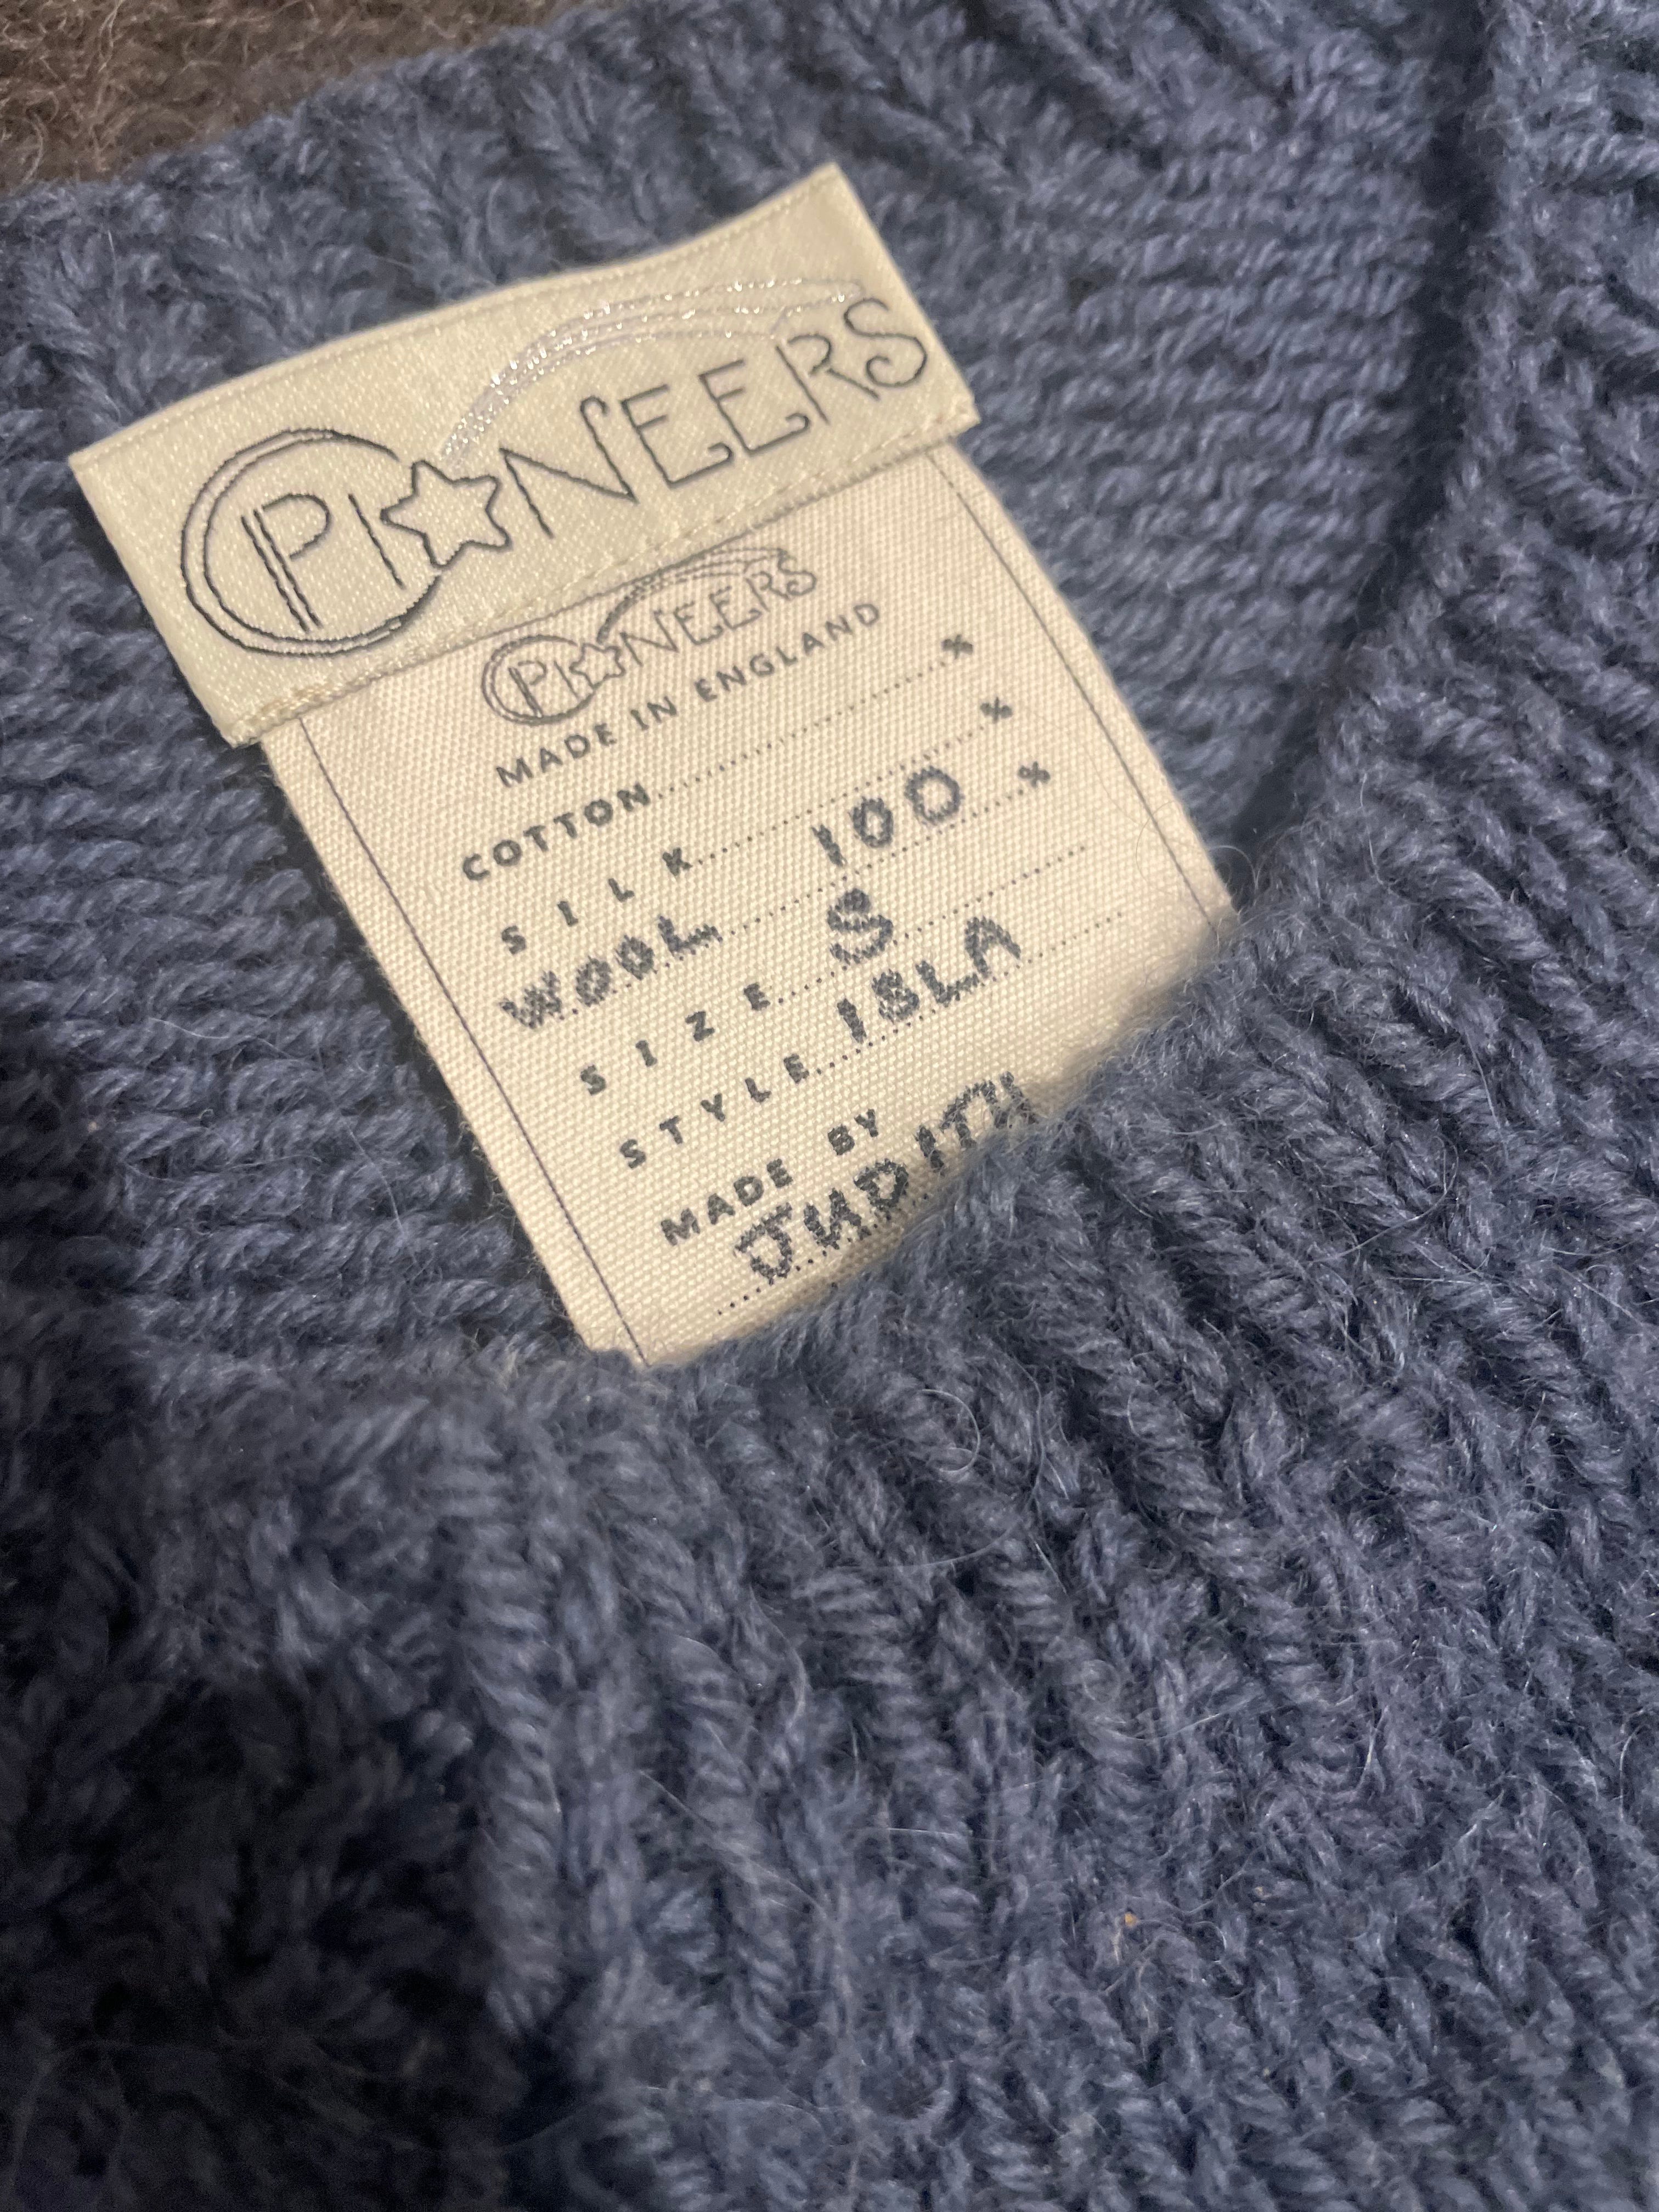 PIONEERS
PIONEERS
MADE IN ENGLAND
COTTON..........%
SILK..........%
WOOL..... 100 ....%
SIZE..... S
STYLE.. ISLA
MADE BY
JUDITH